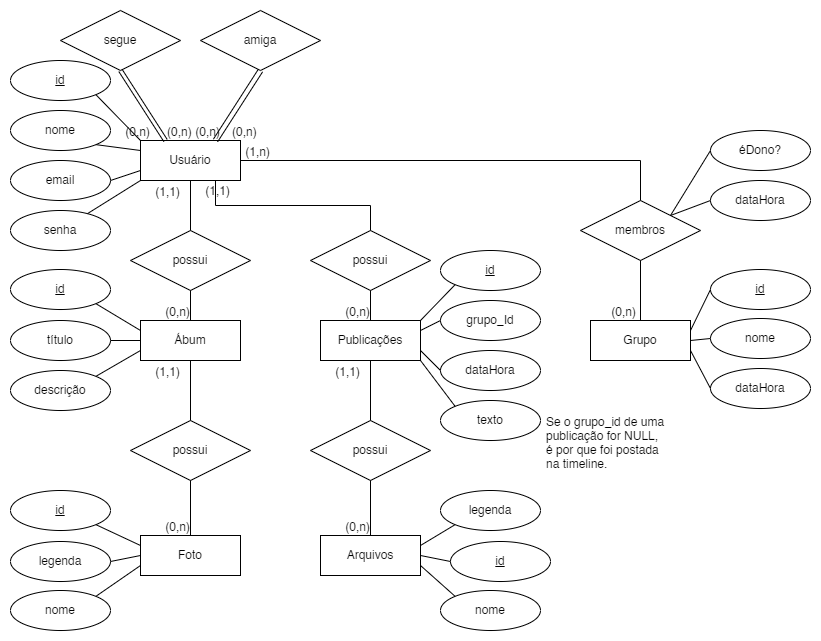 segue
amiga
id
nome
email
senha
(0,n)
(0,n)
(0,n)
(0,n)
Usuário
(1,n)
(1,1)
(1,1)
éDono?
dataHora
membros
possui
possui
id
título
descrição
(0,n)
Ábum
(1,1)
(0,n)
Publicações
(1,1)
id
grupo_Id
dataHora
texto
Se o grupo_id de uma
publicação for NULL,
é por que foi postada
na timeline.
(0,n)
Grupo
id
nome
dataHora
possui
possui
id
legenda
nome
(0,n)
Foto
(0,n)
Arquivos
legenda
id
nome